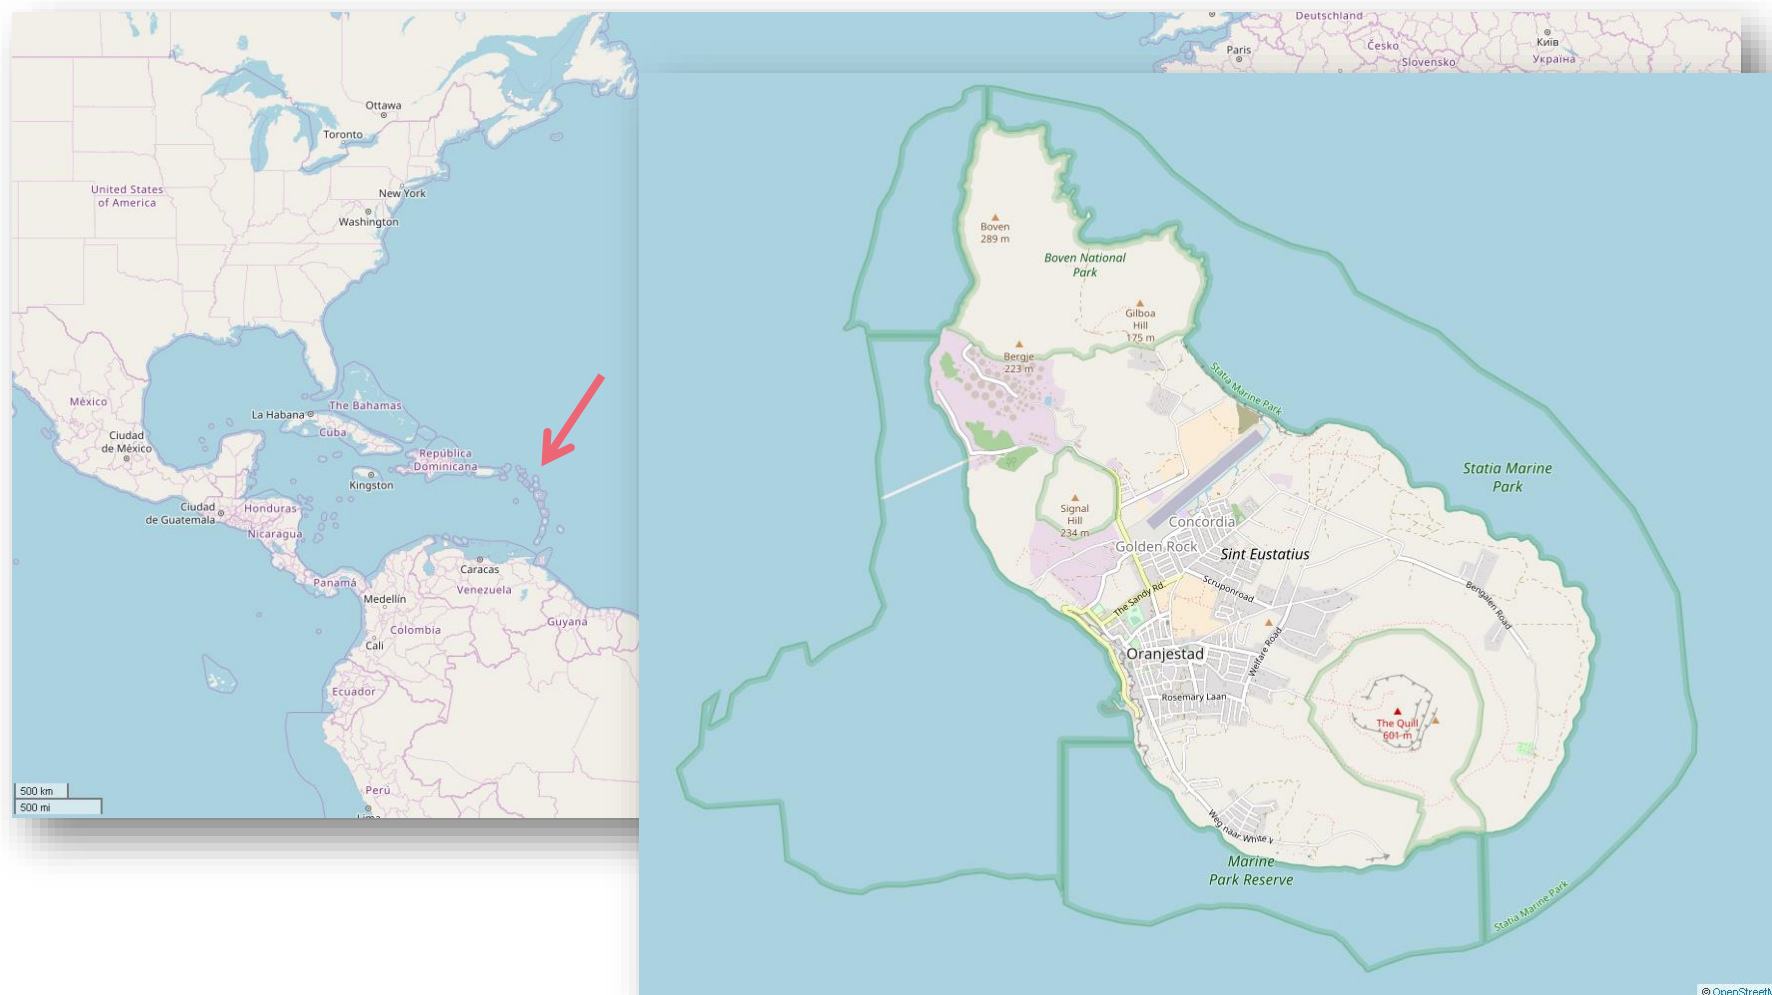 Deutschland
Paris
Česko
Київ
Slovensko
Україна
Ottawa
Toronto
New York
Washington
United States
of America
México
Ciudad
de México
La Habana
The Bahamas
Cuba
República
Dominicana
Kingston
Ciudad
de Guatemala
Honduras
Nicaragua
Panamá
Caracas
Venezuela
Medellín
Colombia
Cali
Guyana
Ecuador
Perú
500 km
500 mi
Boven
289 m
Boven National
Park
Gilboa
Hill
175 m
Bergje
223 m
Statia Marine Park
Statia Marine
Park
Signal
Hill
234 m
Concordia
Golden Rock
Sint Eustatius
Scruponroad
Bengalen Road
The Sandy Rd.
Oranjestad
Welfare Road
Rosemary Laan
The Quill
601 m
Weg naar White
Marine
Park Reserve
Statia Marine Park
© OpenStreetM